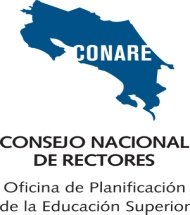 CONARE
CONSEJO NACIONAL
DE RECTORES
Oficina de Planificación
de la Educación Superior